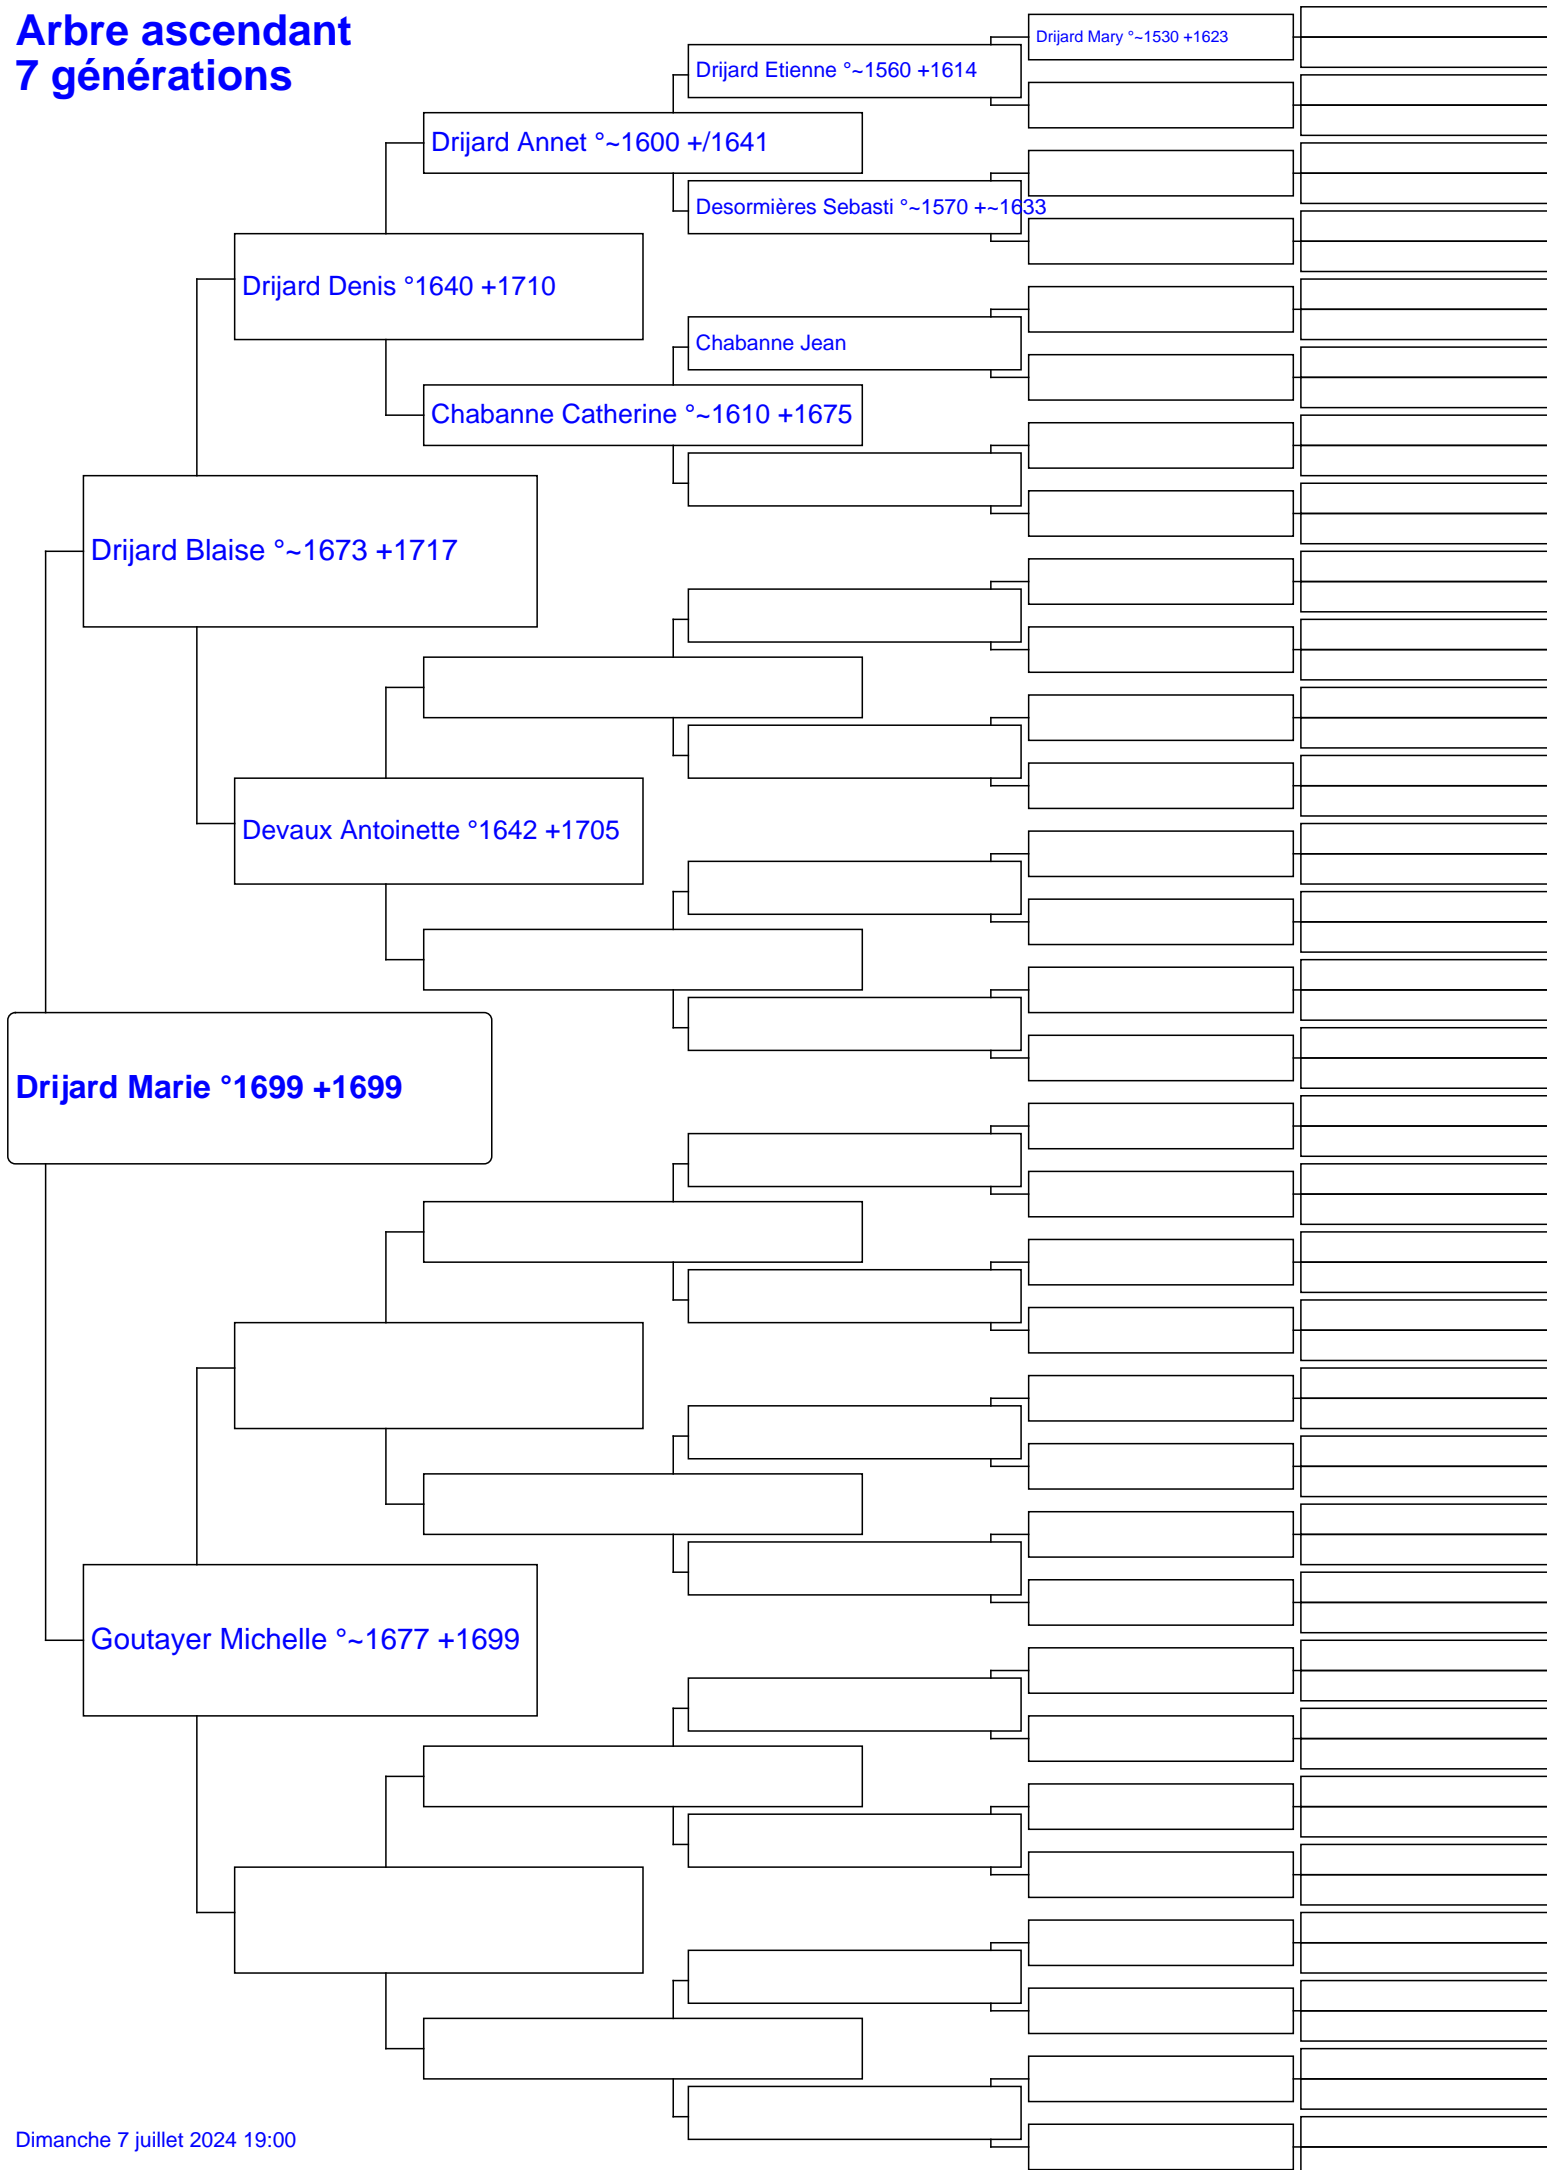 Arbre ascendant
7 générations
Drijard Mary °~1530 +1623
Drijard Etienne °~1560 +1614
Drijard Annet °~1600 +/1641
Desormières Sebasti °~1570 +~1633
Drijard Denis °1640 +1710
Chabanne Jean
Chabanne Catherine °~1610 +1675
Drijard Blaise °~1673 +1717
Devaux Antoinette °1642 +1705
Drijard Marie °1699 +1699
Goutayer Michelle °~1677 +1699
Dimanche 7 juillet 2024 19:00